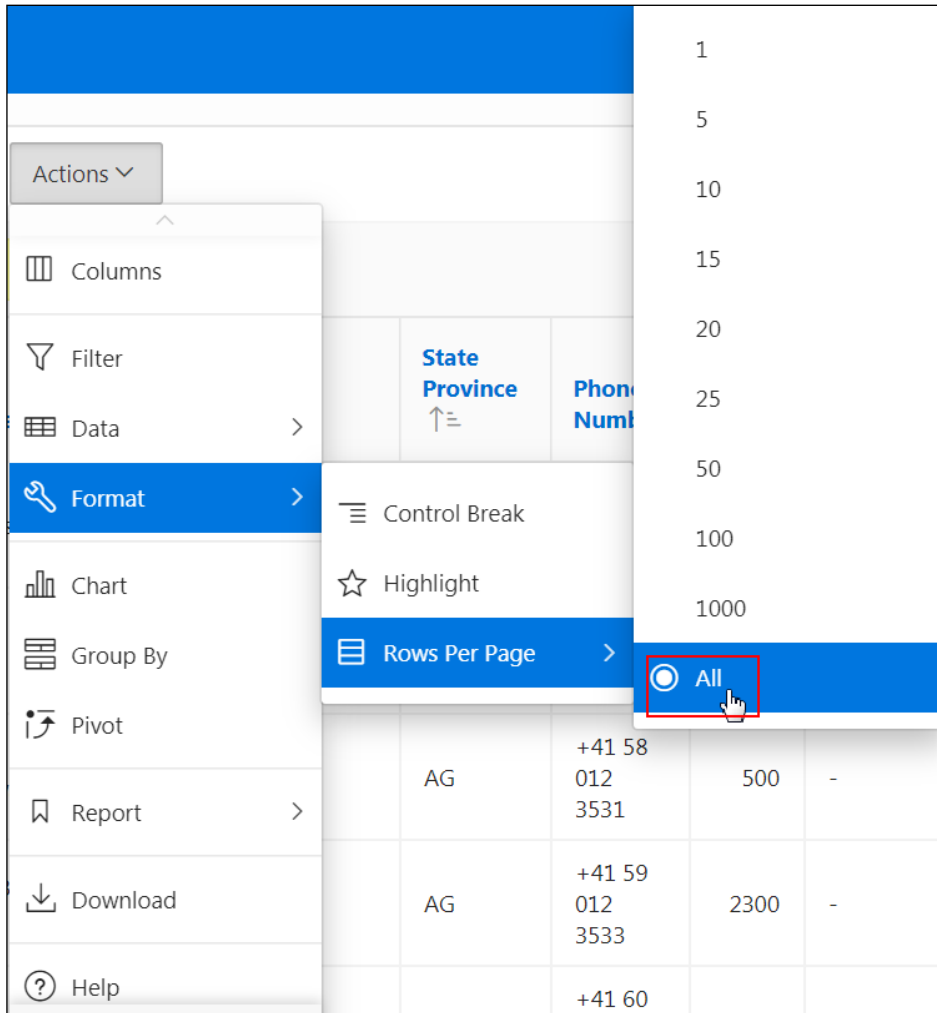 Actions
Columns
Filter
Data
Format
Chart
Group By
Pivot
Report
Download
Help
Control Break
Highlight
Rows Per Page
1
5
10
15
20
25
50
100
1000
All
State
Province
AG
+41 58
012
3531
500
-
AG
+41 59
012
3533
2300
-
+41 60